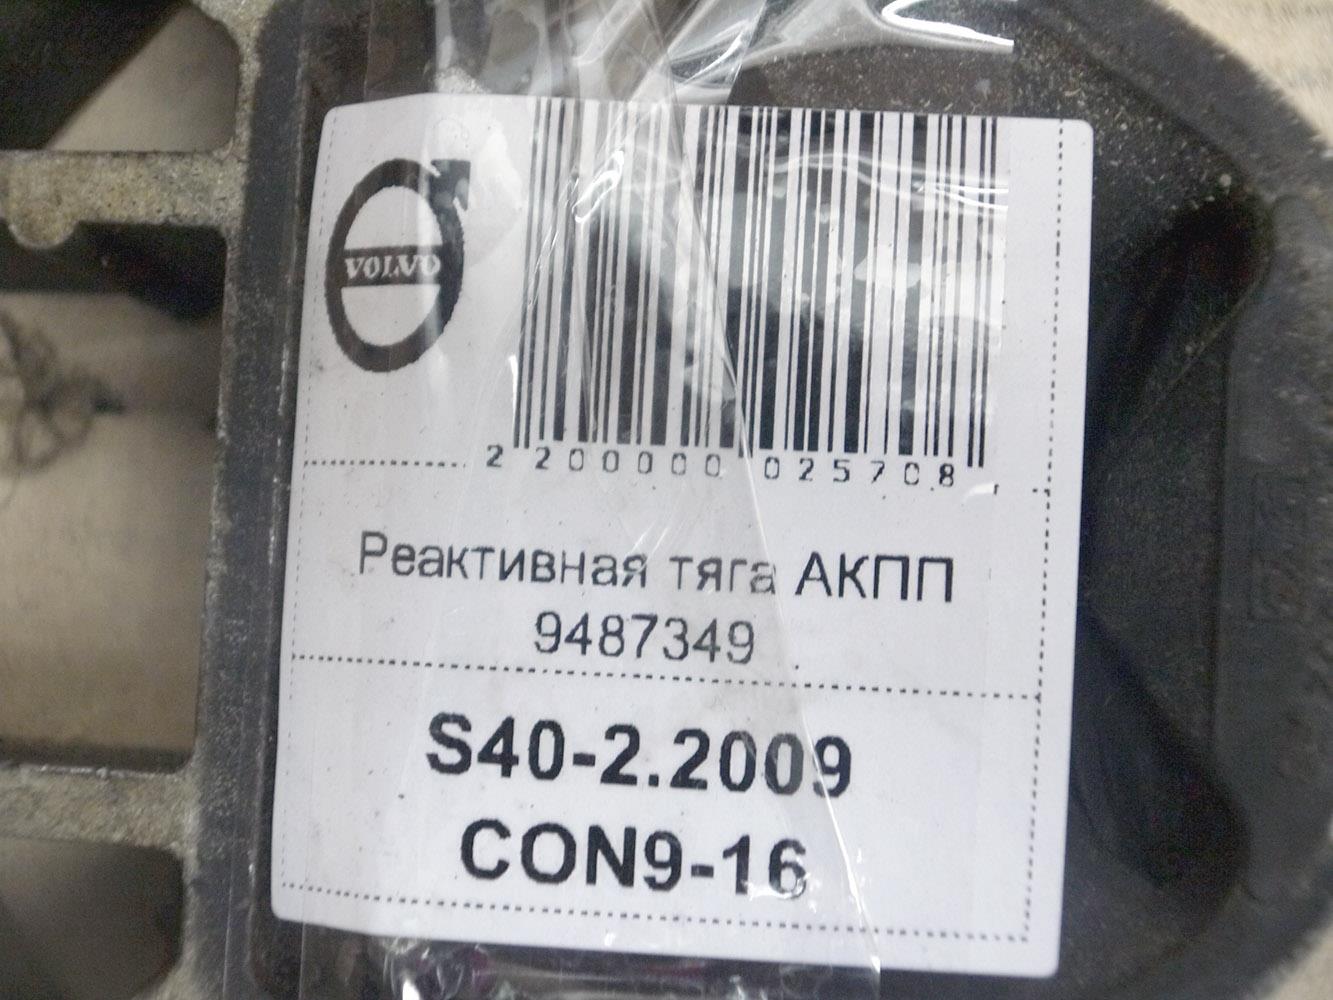 VOLVO
2 200000 025708
Реактивная тяга АКПП
9487349
S40-2.2009
CON9-16